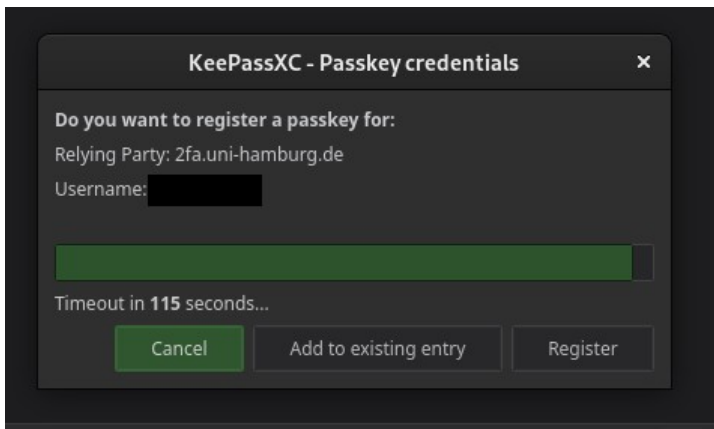 KeePassXC - Passkey credentials ×
Do you want to register a passkey for:
Relying Party: 2fa.uni-hamburg.de
Username:
Timeout in 115 seconds...
Cancel Add to existing entry Register